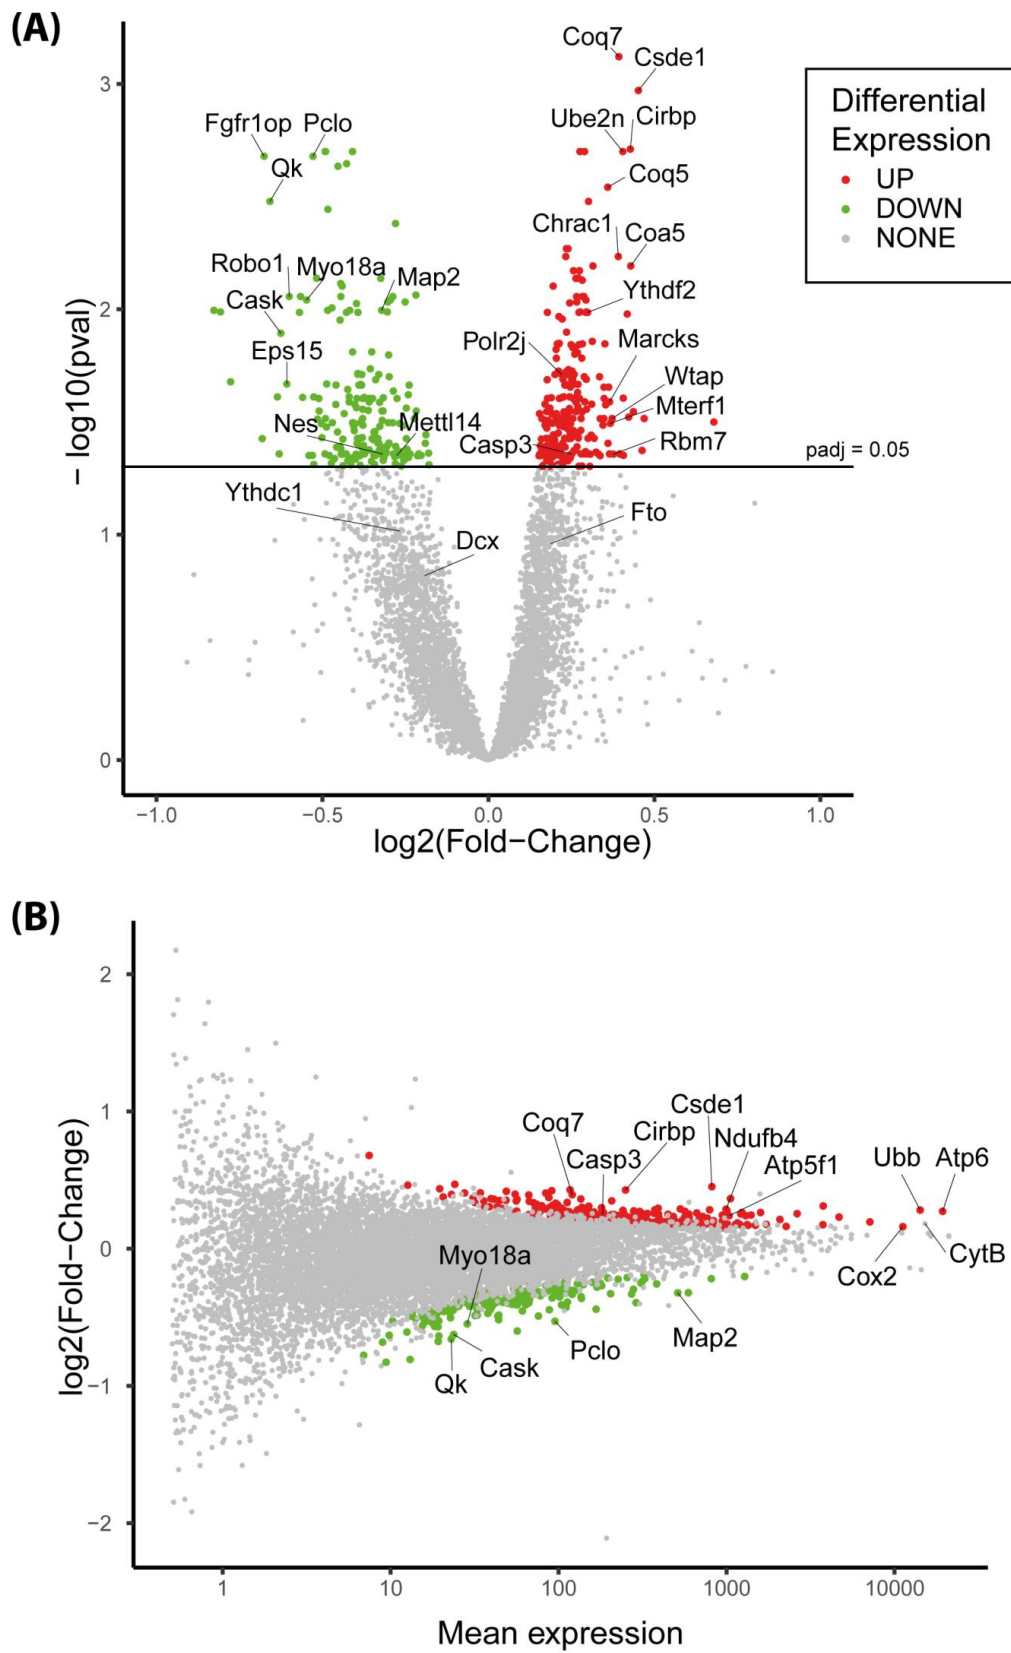 (A)
Coq7
Csde1
3
Fgfr1op Pclo
Ube2n Cirbp
Qk
Coq5
Chrac1
Coa5
Robo1 Myo18a Map2
Cask
Ythdf2
2
Eps15
Polr2j
Marcks
Wtap
Mterf1
Nes Mettl14
Casp3
Rbm7
padj = 0.05
Ythdc1
Fto
1
Dcx
0
− log10(pval)
−1.0 −0.5 0.0 0.5 1.0
log2(Fold−Change)
Differential
Expression
UP
DOWN
NONE
(B)
2
1
Csde1
Coq7
Cirbp
Ndufb4
Casp3
Atp5f1
Ubb Atp6
0
Myo18a
CytB
Cox2
Map2
Pclo
Cask
Qk
−1
−2
log2(Fold−Change)
1 10 100 1000 10000
Mean expression